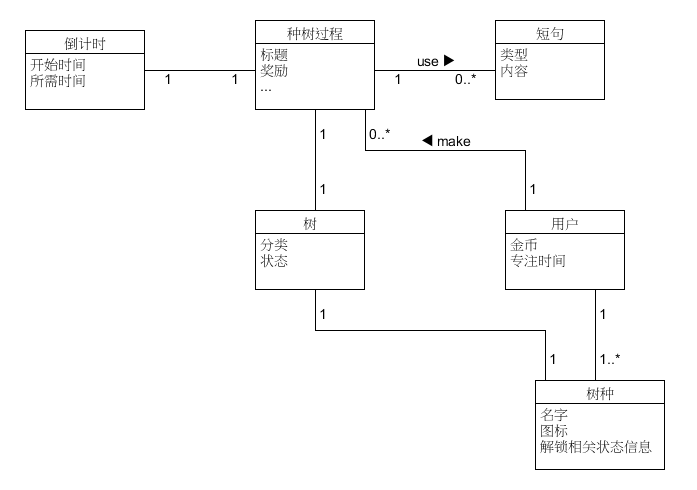 倒计时
开始时间
所需时间
1
1
种树过程
标题
奖励
...
use ▶
1
0..*
短句
类型
内容
1
0..*
◀ make
1
1
树
分类
状态
用户
金币
专注时间
1
1
1
1..*
树种
名字
图标
解锁相关状态信息